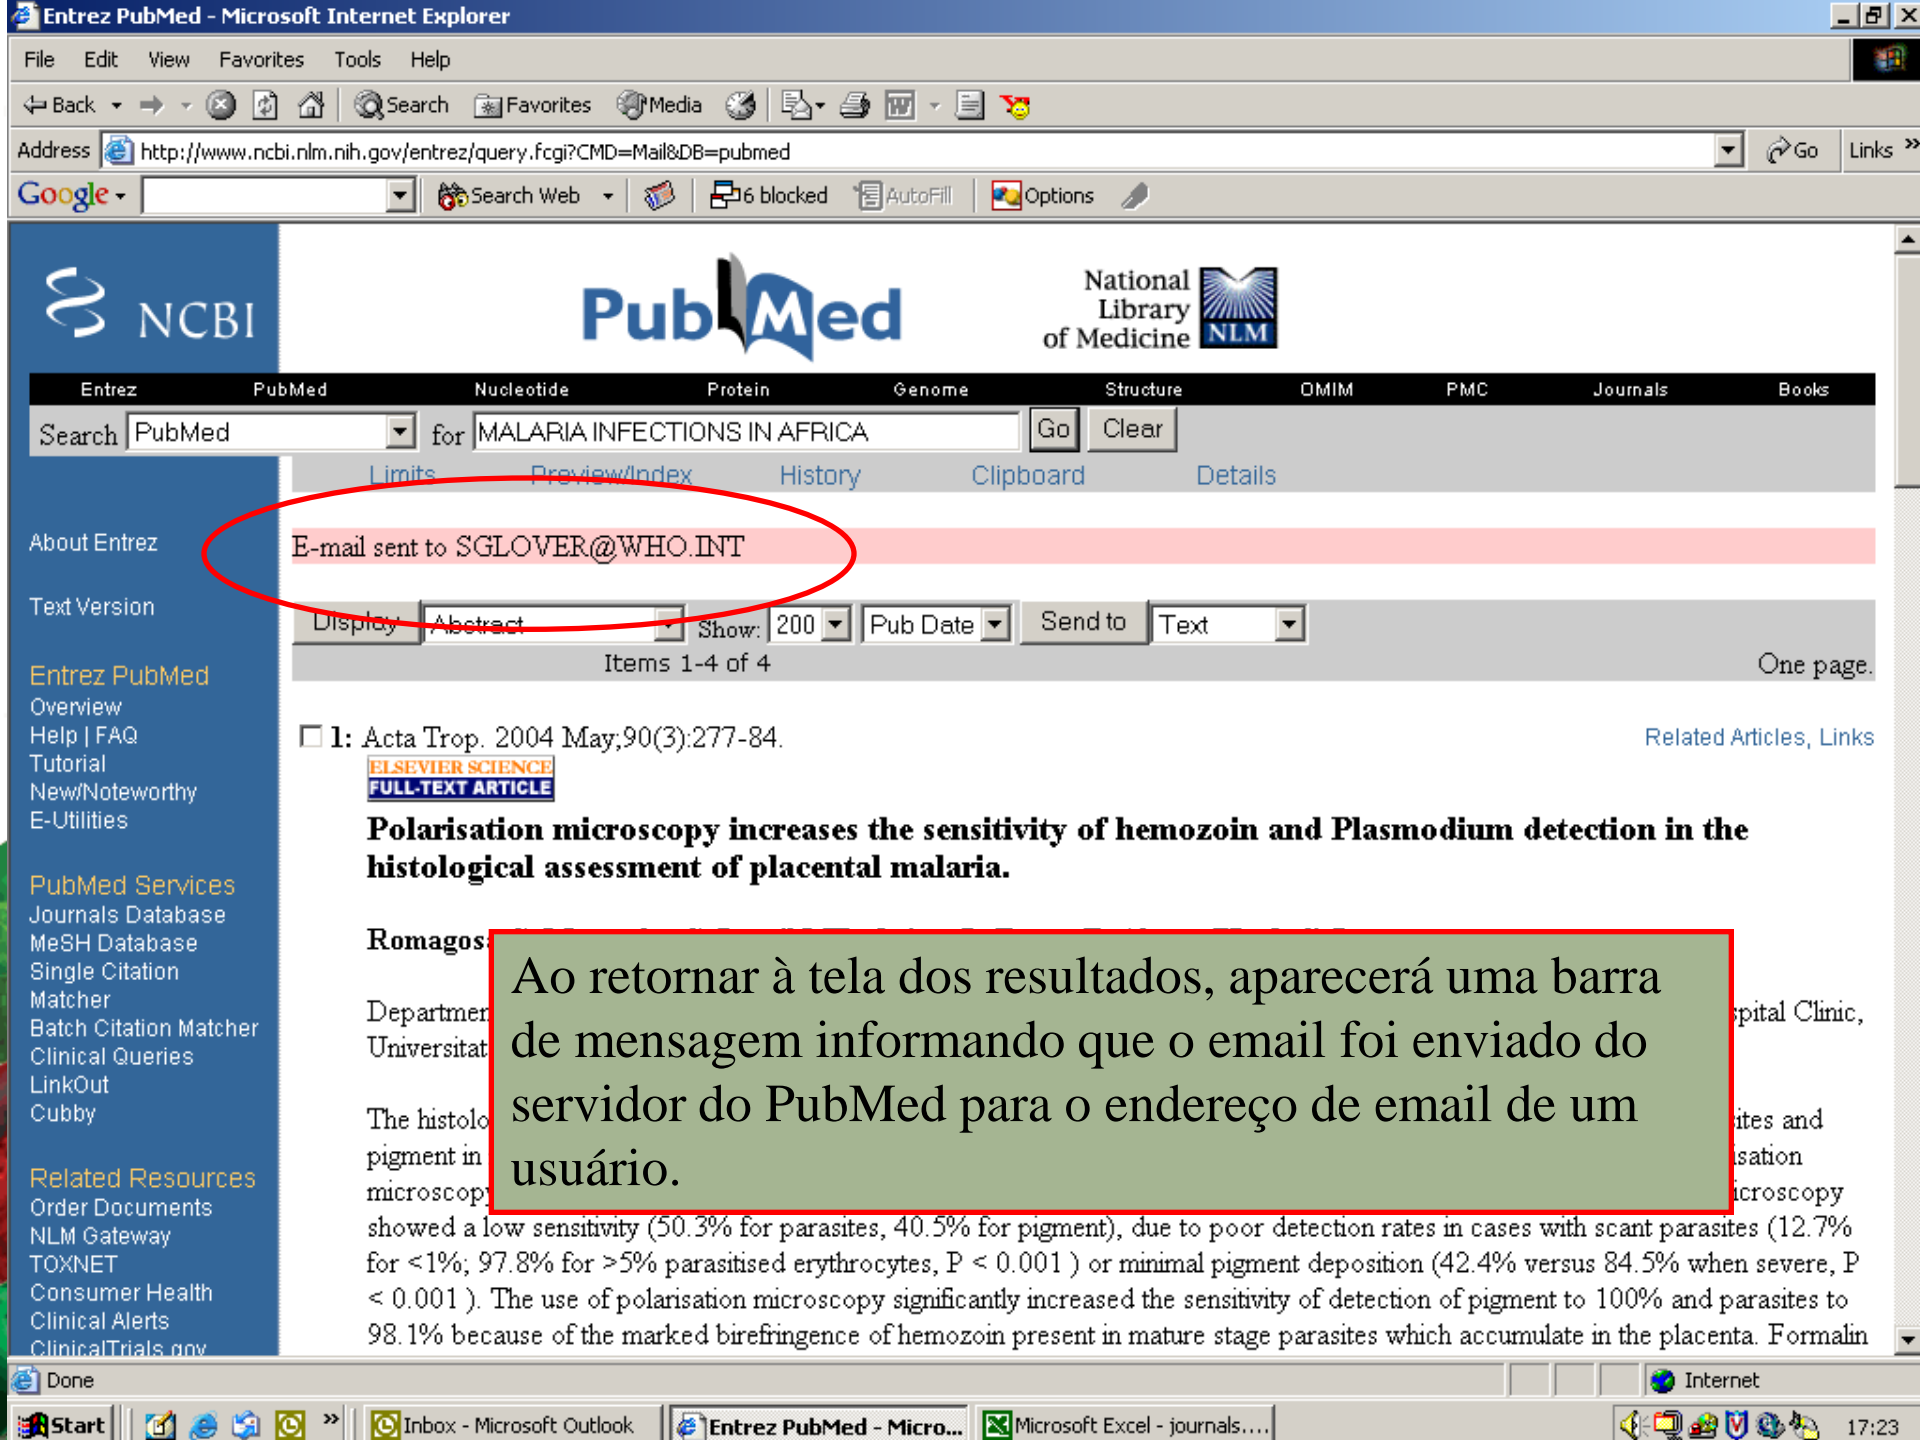 Entrez PubMed - Microsoft Internet Explorer
File Edit View Favorites Tools Help
Back Search Favorites Media
Address http://www.ncbi.nlm.nih.gov/entrez/query.fcgi?CMD=Mail&DB=pubmed Go Links »
Google Search Web 6 blocked AutoFill Options
NCBI
PubMed
National
Library
of Medicine NLM
Entrez PubMed Nucleotide Protein Genome Structure OMIM PMC Journals Books
Search PubMed for MALARIA INFECTIONS IN AFRICA Go Clear
Limits Preview/Index History Clipboard Details
About Entrez
E-mail sent to SGLOVER@WHO.INT
Text Version
Display Abstract Show: 200 Pub Date Send to Text
Items 1-4 of 4 One page.
Entrez PubMed
Overview
Help | FAQ
Tutorial
New/Noteworthy
E-Utilities
PubMed Services
Journals Database
MeSH Database
Single Citation
Matcher
Batch Citation Matcher
Clinical Queries
LinkOut
Cubby
Related Resources
Order Documents
NLM Gateway
TOXNET
Consumer Health
Clinical Alerts
ClinicalTrials.gov
1: Acta Trop. 2004 May;90(3):277-84. Related Articles, Links
ELSEVIER SCIENCE
FULL-TEXT ARTICLE
Polarisation microscopy increases the sensitivity of hemozoin and Plasmodium detection in the
histological assessment of placental malaria.
Ao retornar à tela dos resultados, aparecerá uma barra
de mensagem informando que o email foi enviado do
servidor do PubMed para o endereço de email de um
usuário.
Clinic,
The
and
pigment in
microscopy microscopy
showed a low sensitivity (50.3% for parasites, 40.5% for pigment), due to poor detection rates in cases with scant parasites (12.7%
for <1%; 97.8% for >5% parasitised erythrocytes, P < 0.001 ) or minimal pigment deposition (42.4% versus 84.5% when severe, P
< 0.001 ). The use of polarisation microscopy significantly increased the sensitivity of detection of pigment to 100% and parasites to
98.1% because of the marked birefringence of hemozoin present in mature stage parasites which accumulate in the placenta. Formalin
Done Internet
Start » Inbox - Microsoft Outlook Entrez PubMed - Micro... Microsoft Excel - journals.... 17:23